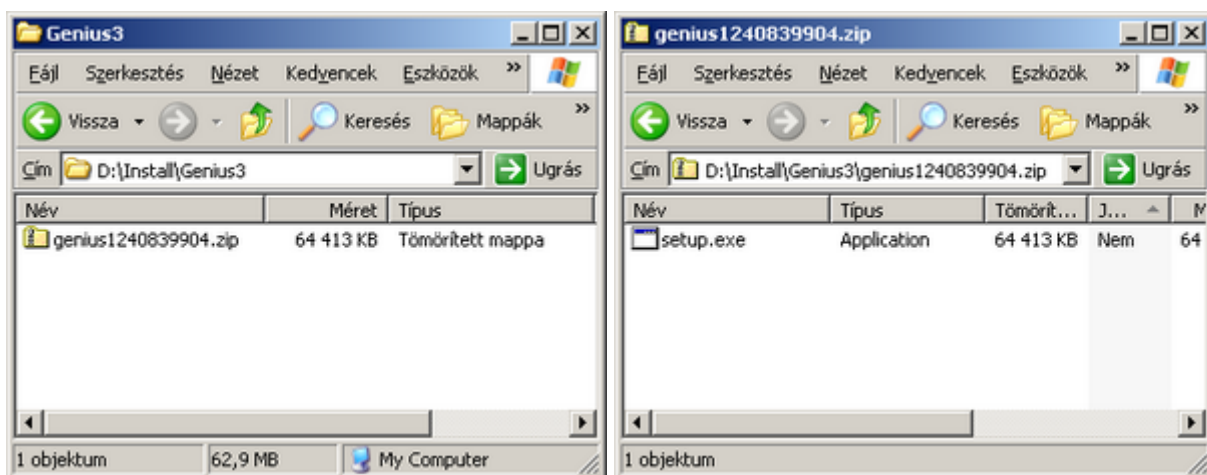 Genius3
Fájl Szerkesztés Nézet Kedvencek Eszközök »
Vissza Keresés Mappák »
Cím D:\Install\Genius3 Ugrás
Név Méret Típus
genius1240839904.zip 64 413 KB Tömörített mappa
1 objektum 62,9 MB My Computer
genius1240839904.zip
Fájl Szerkesztés Nézet Kedvencek Eszközök »
Vissza Keresés Mappák »
Cím D:\Install\Genius3\genius1240839904.zip Ugrás
Név Típus Tömörít... J... M
setup.exe Application 64 413 KB Nem 64
1 objektum